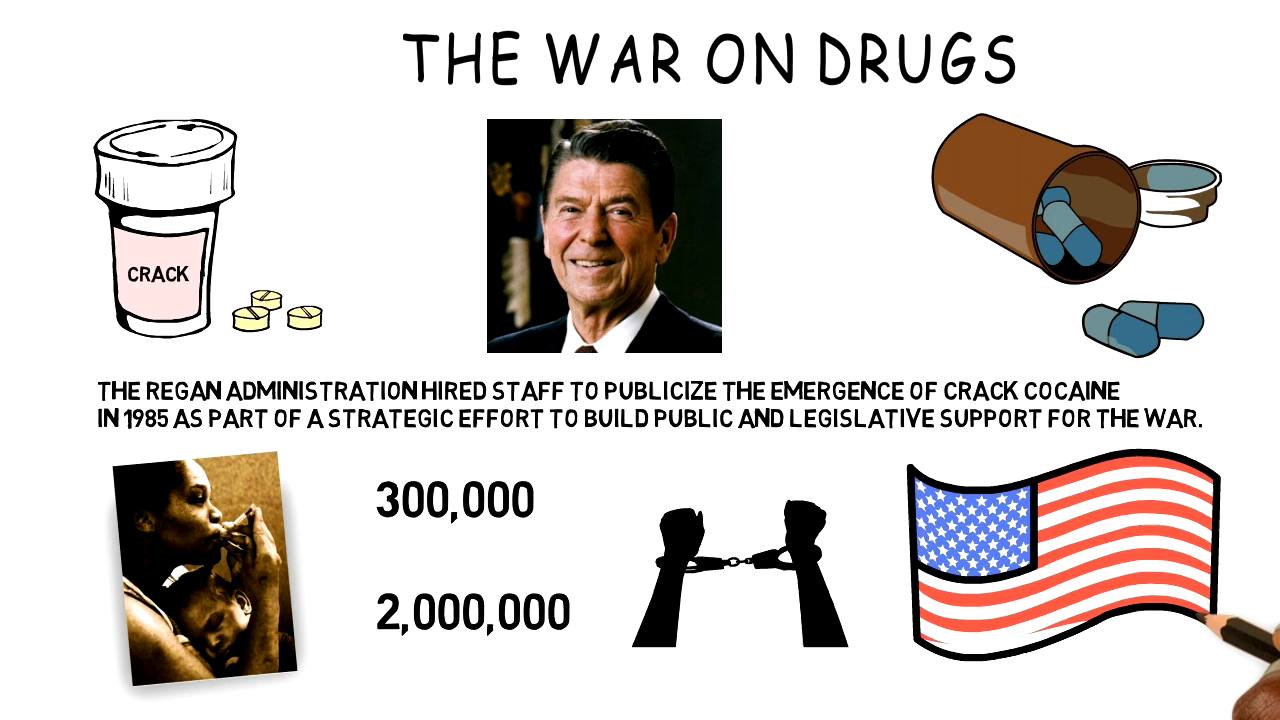 THE WAR ON DRUGS
CRACK
THE REGAN ADMINISTRATION HIRED STAFF TO PUBLICIZE THE EMERGENCE OF CRACK COCAINE
IN 1985 AS PART OF A STRATEGIC EFFORT TO BUILD PUBLIC AND LEGISLATIVE SUPPORT FOR THE WAR.
300,000
2,000,000